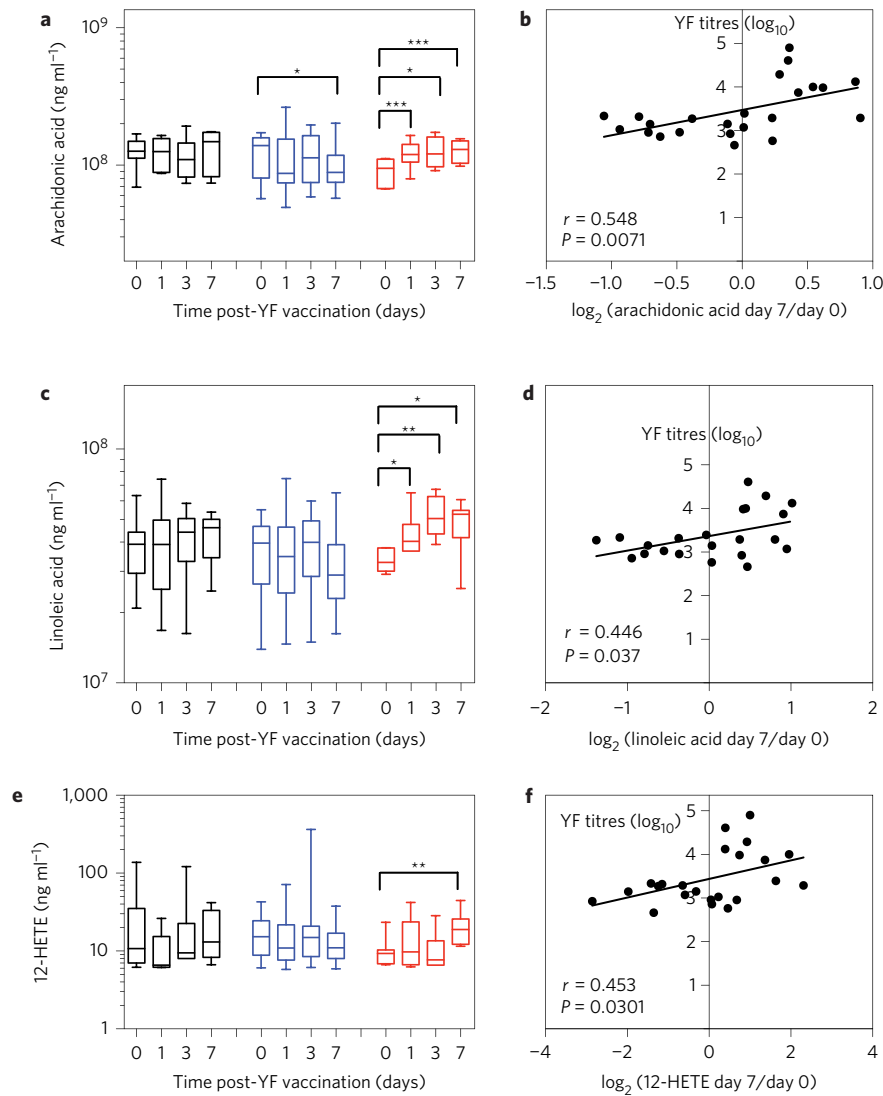 a
10⁹
10⁸
Arachidonic acid (ng ml⁻¹)
*
***
*
***
0 1 3 7 0 1 3 7 0 1 3 7
Time post-YF vaccination (days)
b
YF titres (log₁₀)
5
4
3
2
1
r = 0.548
P = 0.0071
−1.5 −1.0 −0.5 0.0 0.5 1.0
log₂ (arachidonic acid day 7/day 0)
c
10⁸
10⁷
Linoleic acid (ng ml⁻¹)
*
**
*
0 1 3 7 0 1 3 7 0 1 3 7
Time post-YF vaccination (days)
d
YF titres (log₁₀)
5
4
3
2
1
r = 0.446
P = 0.037
−2 −1 0 1 2
log₂ (linoleic acid day 7/day 0)
e
1,000
100
10
1
12-HETE (ng ml⁻¹)
**
0 1 3 7 0 1 3 7 0 1 3 7
Time post-YF vaccination (days)
f
YF titres (log₁₀)
5
4
3
2
1
r = 0.453
P = 0.0301
−4 −2 0 2 4
log₂ (12-HETE day 7/day 0)